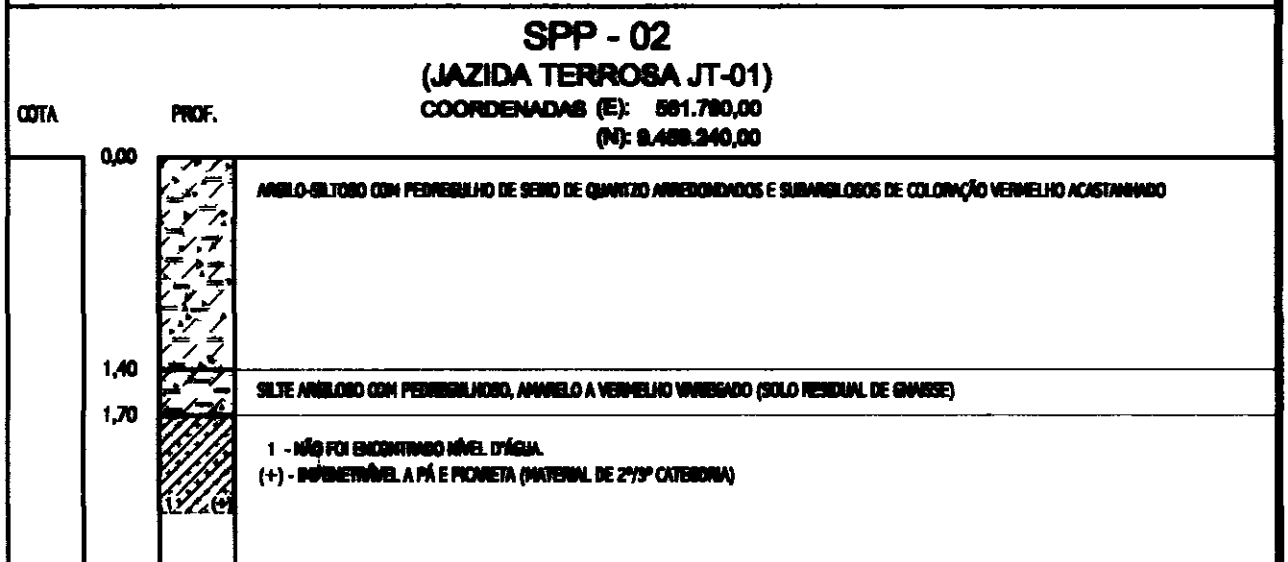 SPP - 02
(JAZIDA TERROSA JT-01)
COTA PROF. COORDENADAS (E): 561.790,00
(N): 9.458.240,00
0,00
ARGILO-SILTOSO COM PEDREGULHO DE SEIXO DE QUARTZO ARREDONDADOS E SUBARGILOSOS DE COLORAÇÃO VERMELHO ACASTANHADO
1,40
SILTE ARGILOSO COM PEDREGULHOSO, AMARELO A VERMELHO VARIEGADO (SOLO RESIDUAL DE GNAISSE)
1,70
1 - NÃO FOI ENCONTRADO NÍVEL D'ÁGUA.
(+) - IMPENETRÁVEL A PÁ E PICARETA (MATERIAL DE 2ª/3ª CATEGORIA)
1 (+)